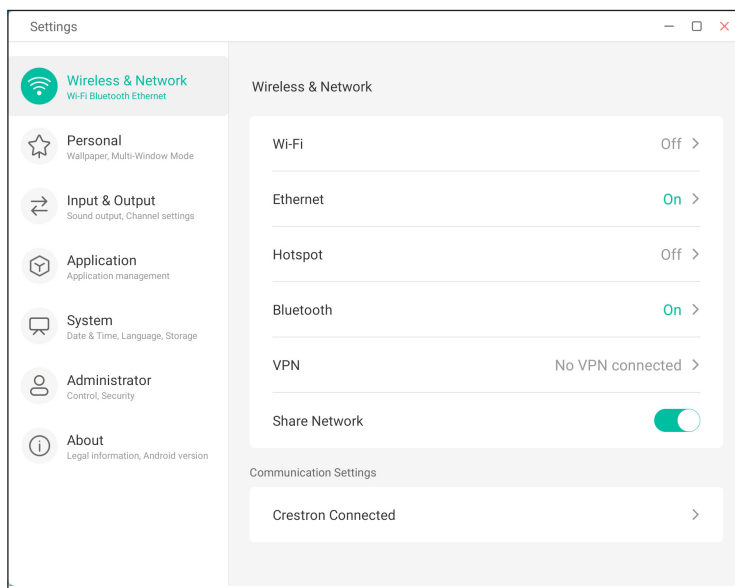 Settings
Wireless & Network
Wi-Fi Bluetooth Ethernet
Personal
Wallpaper, Multi-Window Mode
Input & Output
Sound output, Channel settings
Application
Application management
System
Date & Time, Language, Storage
Administrator
Control, Security
About
Legal information, Android version
Wireless & Network
Wi-Fi Off
Ethernet On
Hotspot Off
Bluetooth On
VPN No VPN connected
Share Network
Communication Settings
Crestron Connected